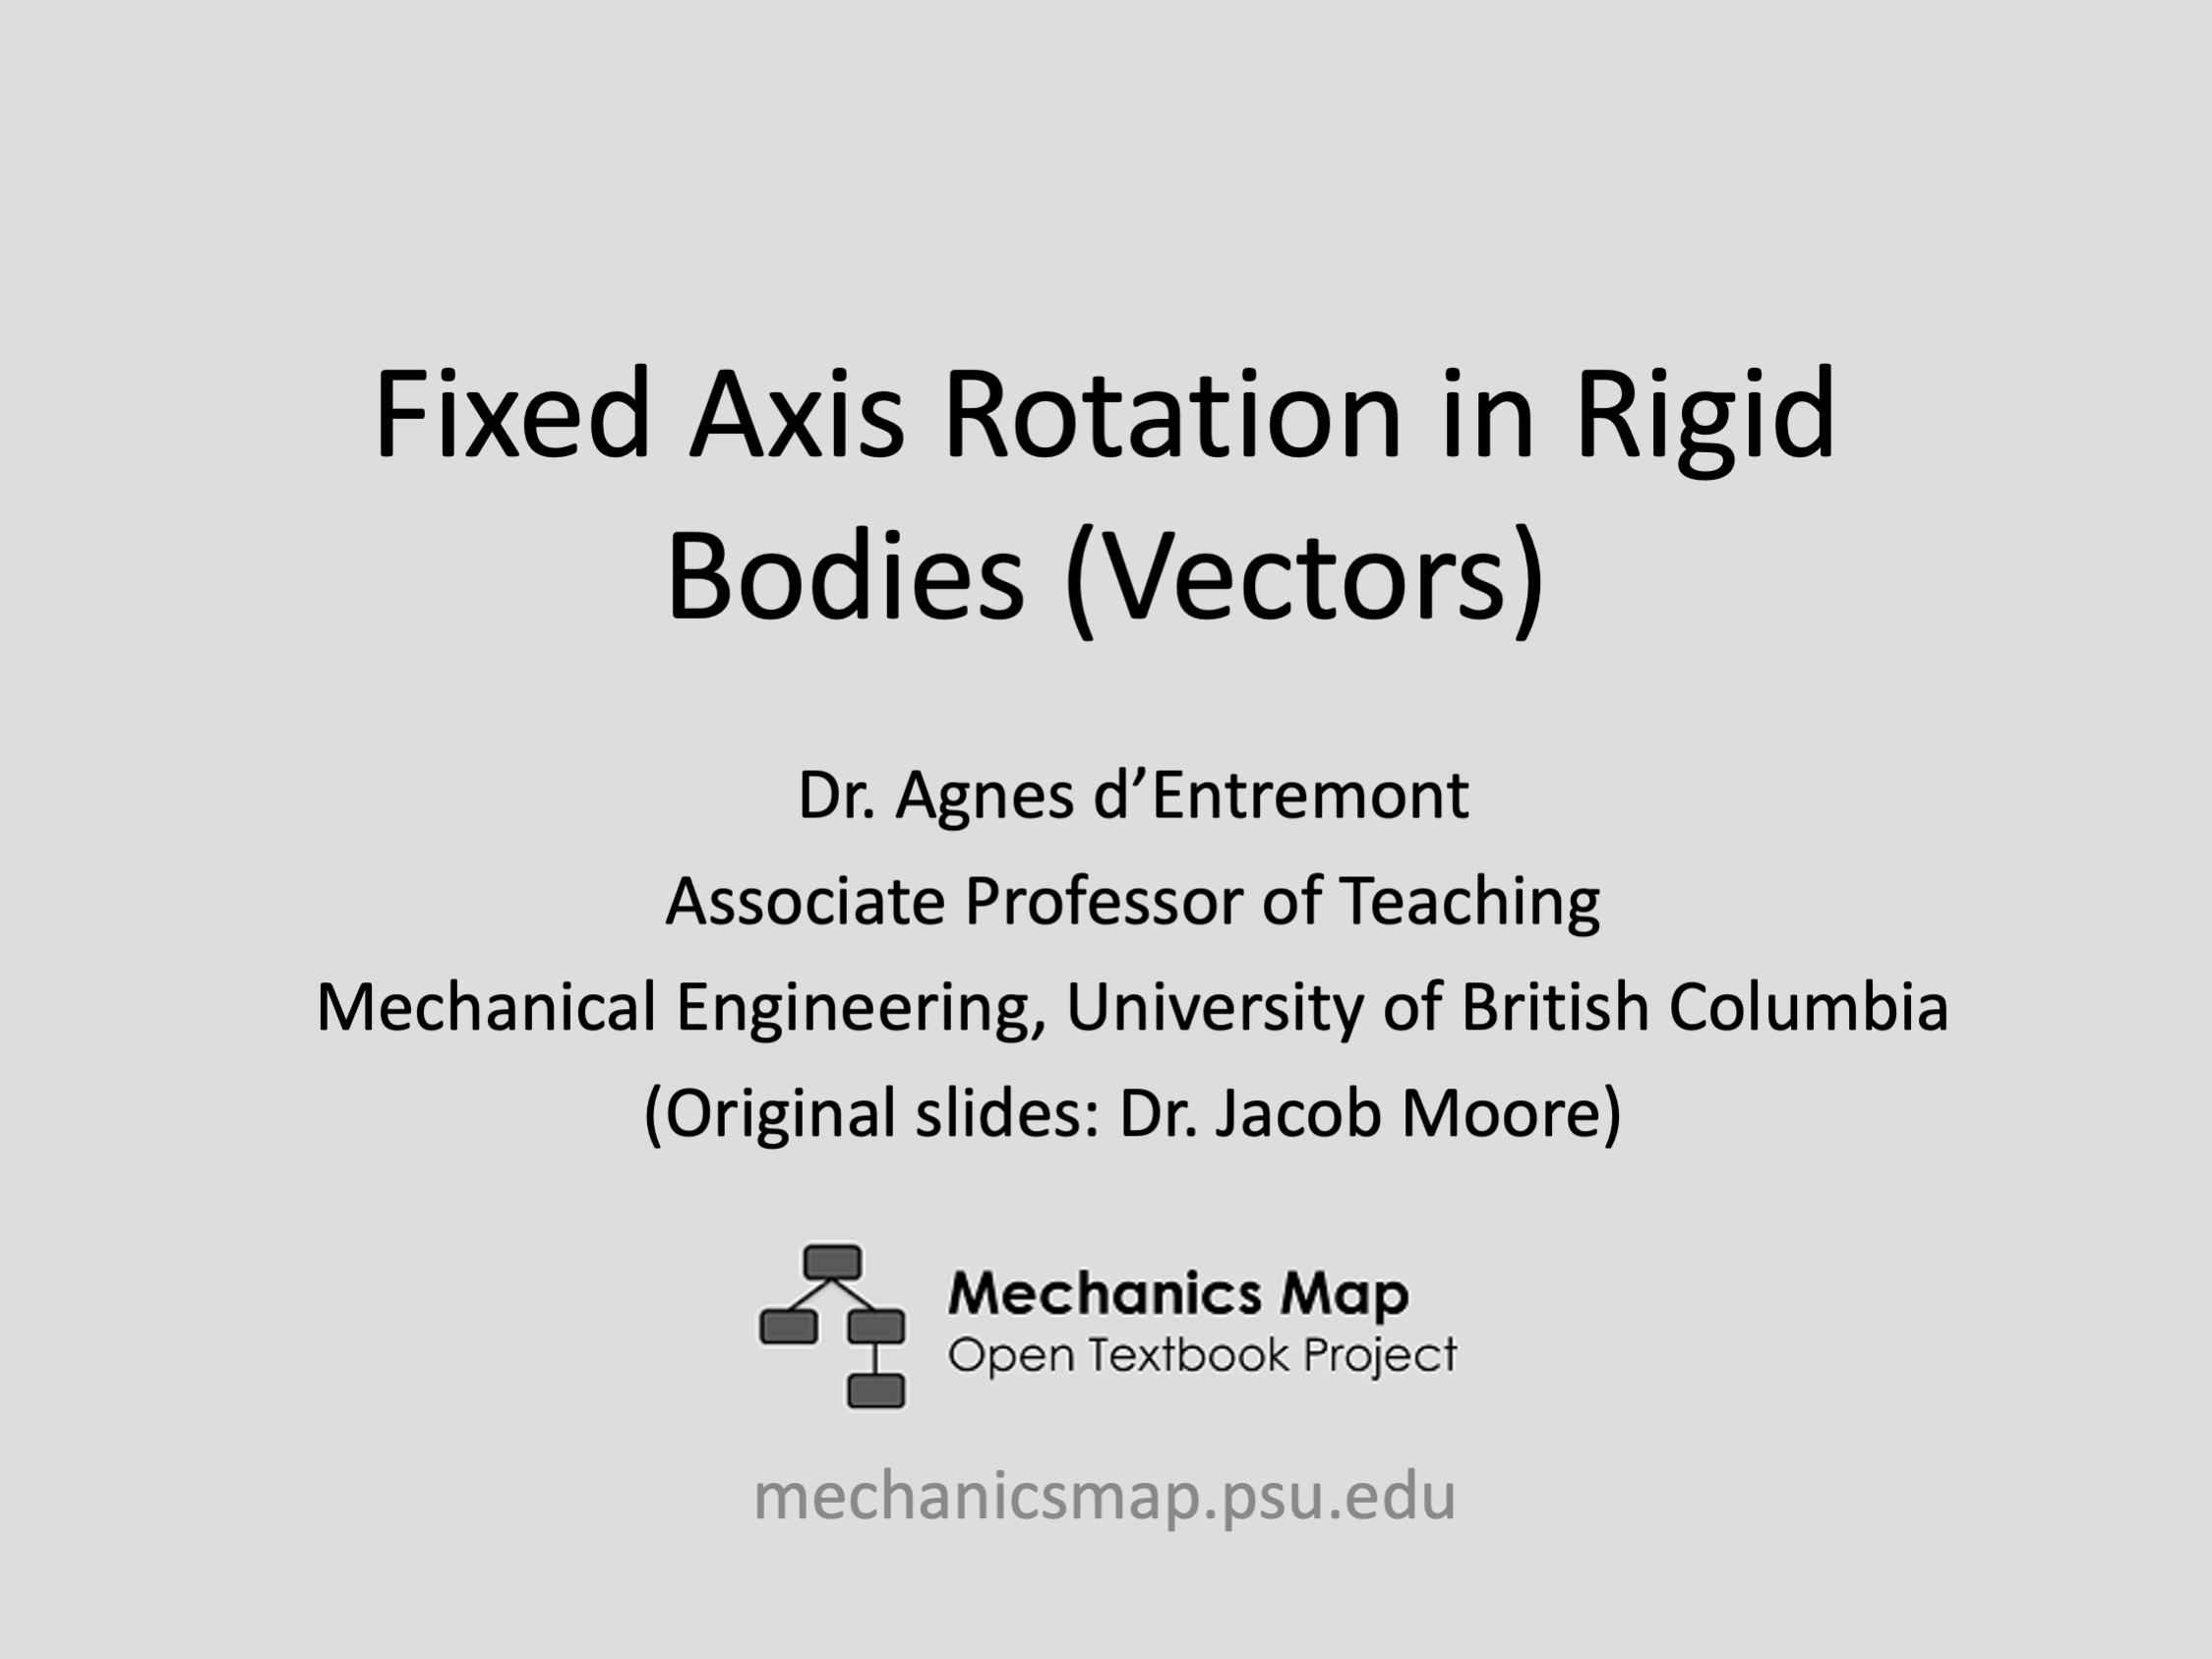 Fixed Axis Rotation in Rigid
Bodies (Vectors)
Dr. Agnes d’Entremont
Associate Professor of Teaching
Mechanical Engineering, University of British Columbia
(Original slides: Dr. Jacob Moore)
Mechanics Map
Open Textbook Project
mechanicsmap.psu.edu